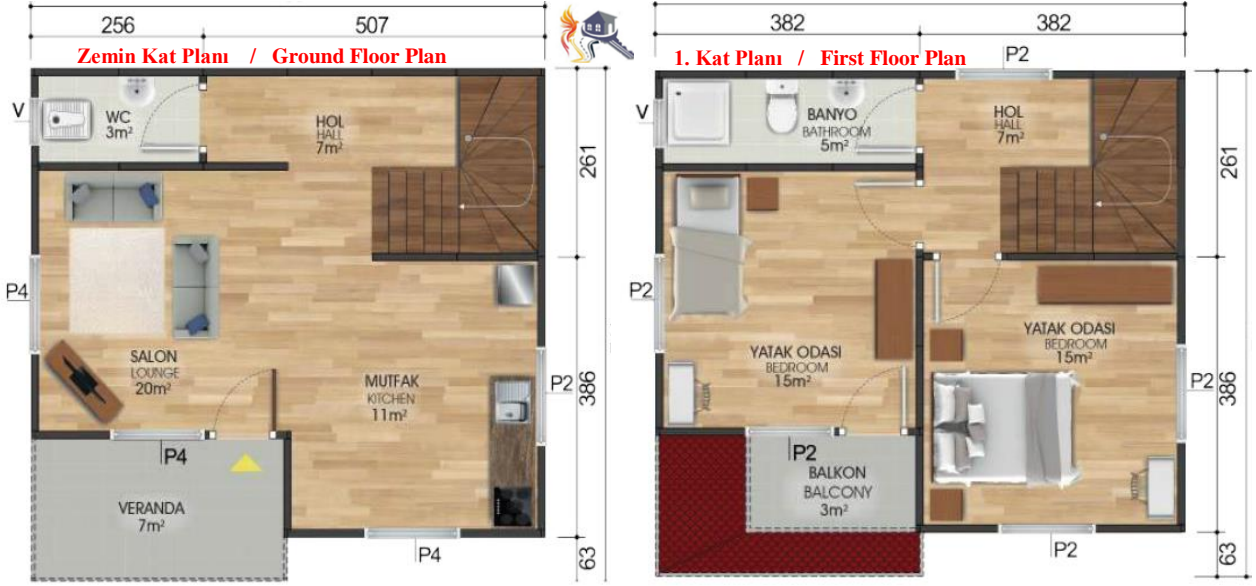 256
507
382
382
Zemin Kat Planı / Ground Floor Plan
1. Kat Planı / First Floor Plan
P2
V
WC
3m²
HOL
HALL
7m²
261
V
BANYO
BATHROOM
5m²
HOL
HALL
7m²
261
P4
SALON
LOUNGE
20m²
MUTFAK
KITCHEN
11m²
P2
386
P4
VERANDA
7m²
P4
63
P2
YATAK ODASI
BEDROOM
15m²
YATAK ODASI
BEDROOM
15m²
P2
386
P2
BALKON
BALCONY
3m²
P2
63